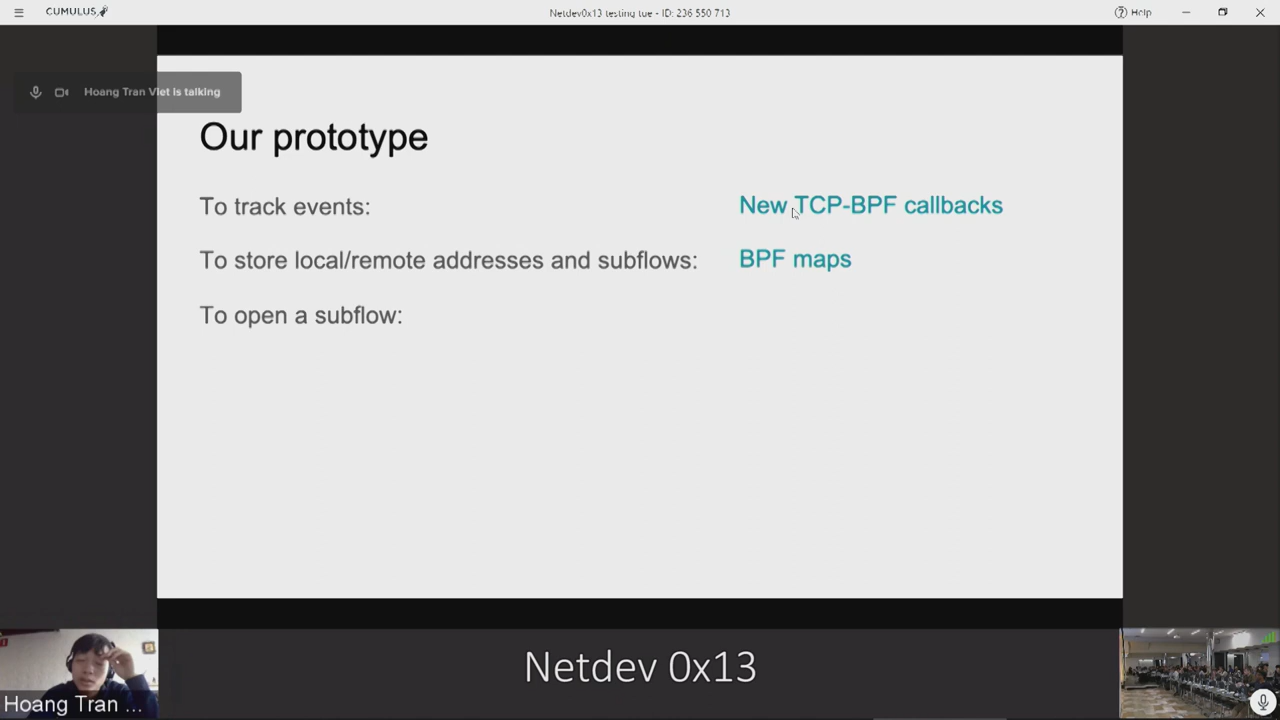 CUMULUS
Netdev0x13 testing tue - ID: 236 550 713
Help
Hoang Tran Viet is talking
Our prototype
To track events:
New TCP-BPF callbacks
To store local/remote addresses and subflows:
BPF maps
To open a subflow:
Hoang Tran ...
Netdev 0x13